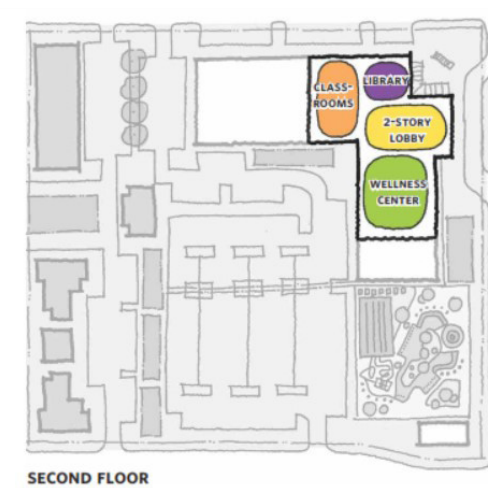 CLASS-
ROOMS
LIBRARY
2-STORY
LOBBY
WELLNESS
CENTER
SECOND FLOOR